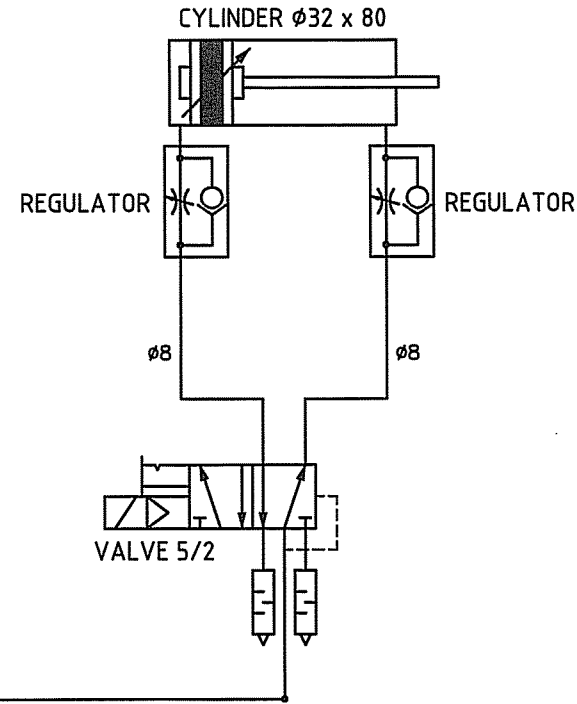 CYLINDER ø32 x 80
REGULATOR
REGULATOR
ø8
ø8
VALVE 5/2